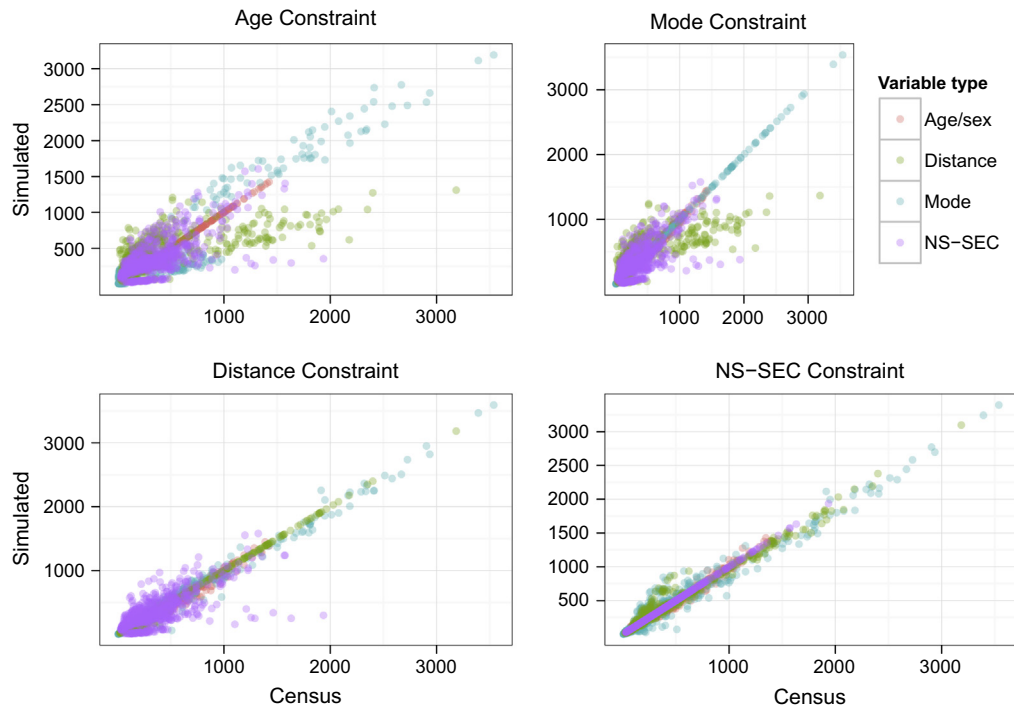 Age Constraint
Mode Constraint
Simulated
3000
2500
2000
1500
1000
500
1000 2000 3000
3000
2000
1000
1000 2000 3000
Variable type
Age/sex
Distance
Mode
NS−SEC
Distance Constraint
NS−SEC Constraint
Simulated
3000
2000
1000
1000 2000 3000
Census
3000
2500
2000
1500
1000
500
1000 2000 3000
Census